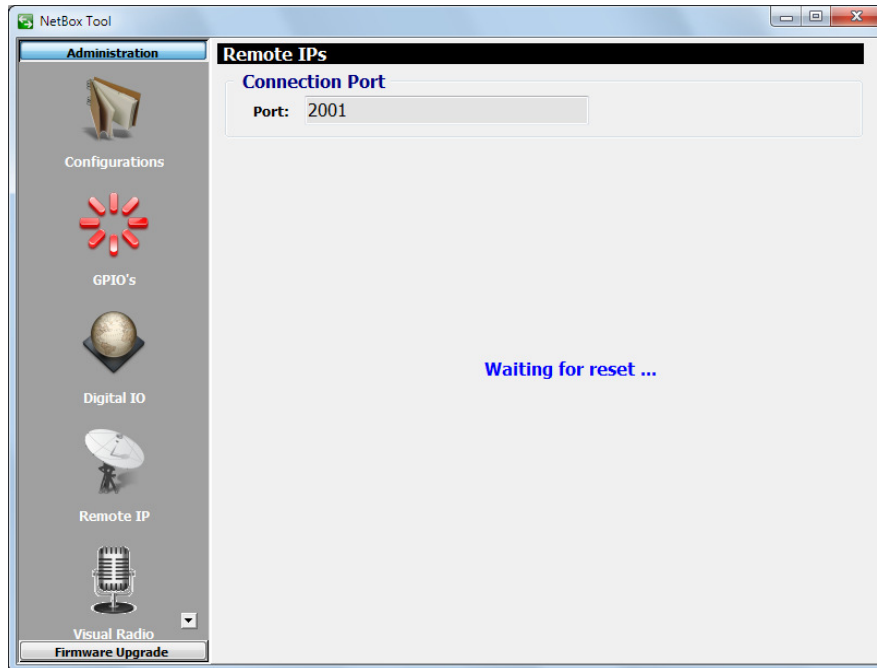 NetBox Tool
Administration
Configurations
GPIO's
Digital IO
Remote IP
Visual Radio
Firmware Upgrade
Remote IPs
Connection Port
Port: 2001
Waiting for reset ...